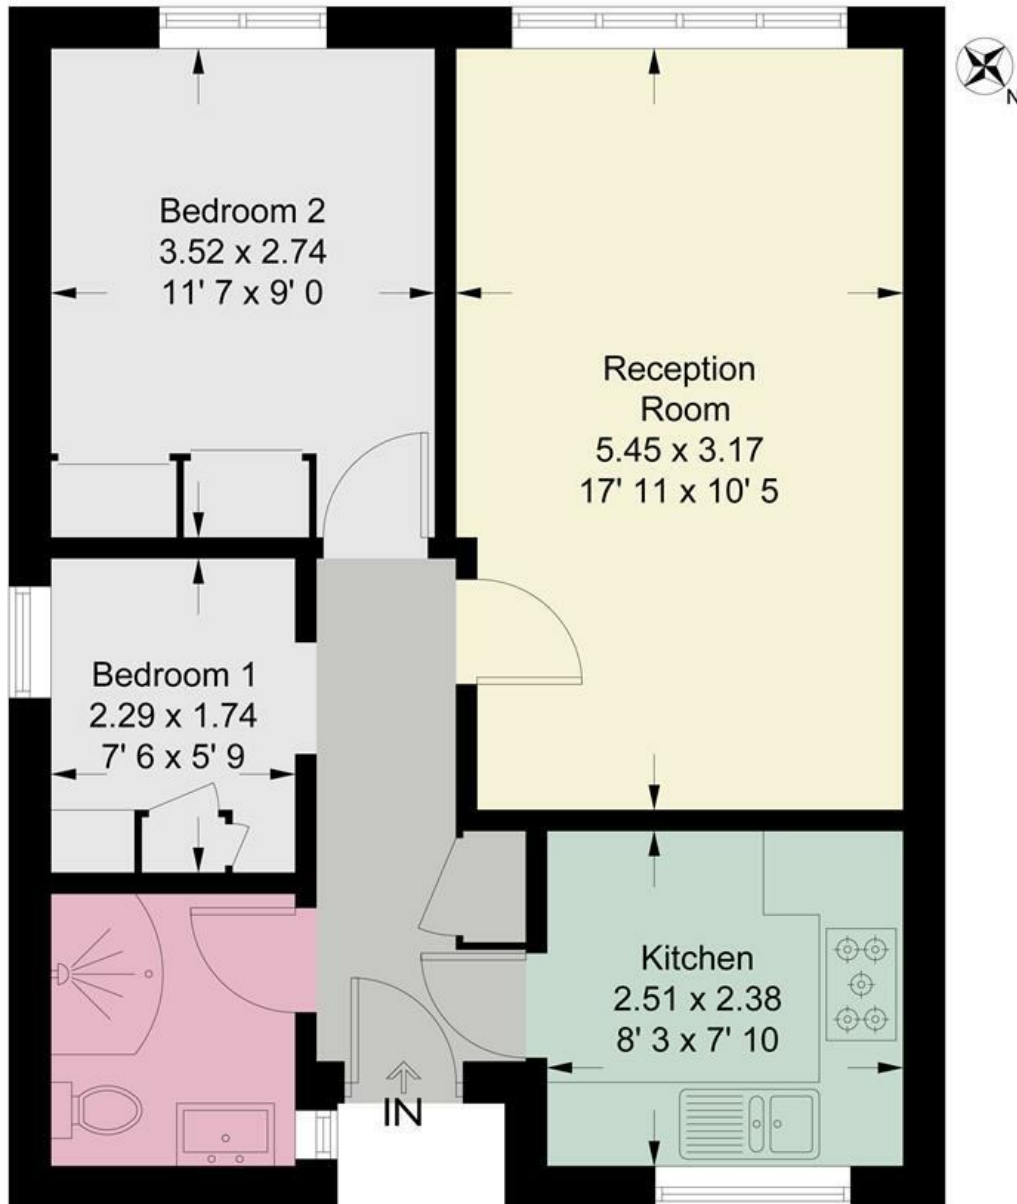 N
Bedroom 2
3.52 x 2.74
11' 7 x 9' 0
Reception
Room
5.45 x 3.17
17' 11 x 10' 5
Bedroom 1
2.29 x 1.74
7' 6 x 5' 9
Kitchen
2.51 x 2.38
8' 3 x 7' 10
IN